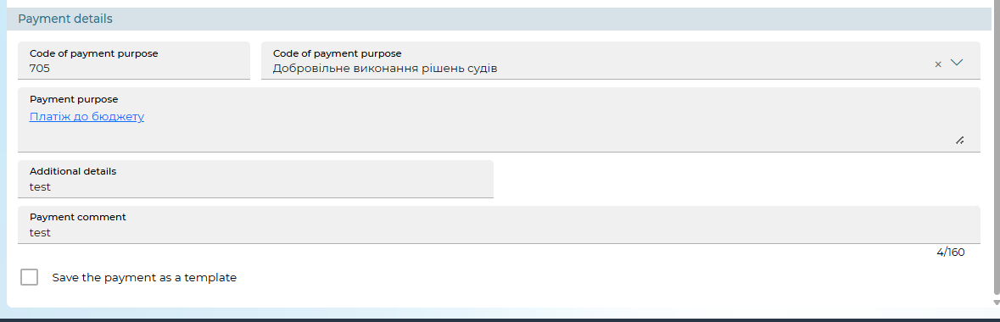 Payment details
Code of payment purpose
705
Code of payment purpose
Добровільне виконання рішень судів
Payment purpose
Платіж до бюджету
Additional details
test
Payment comment
test
4/160
Save the payment as a template